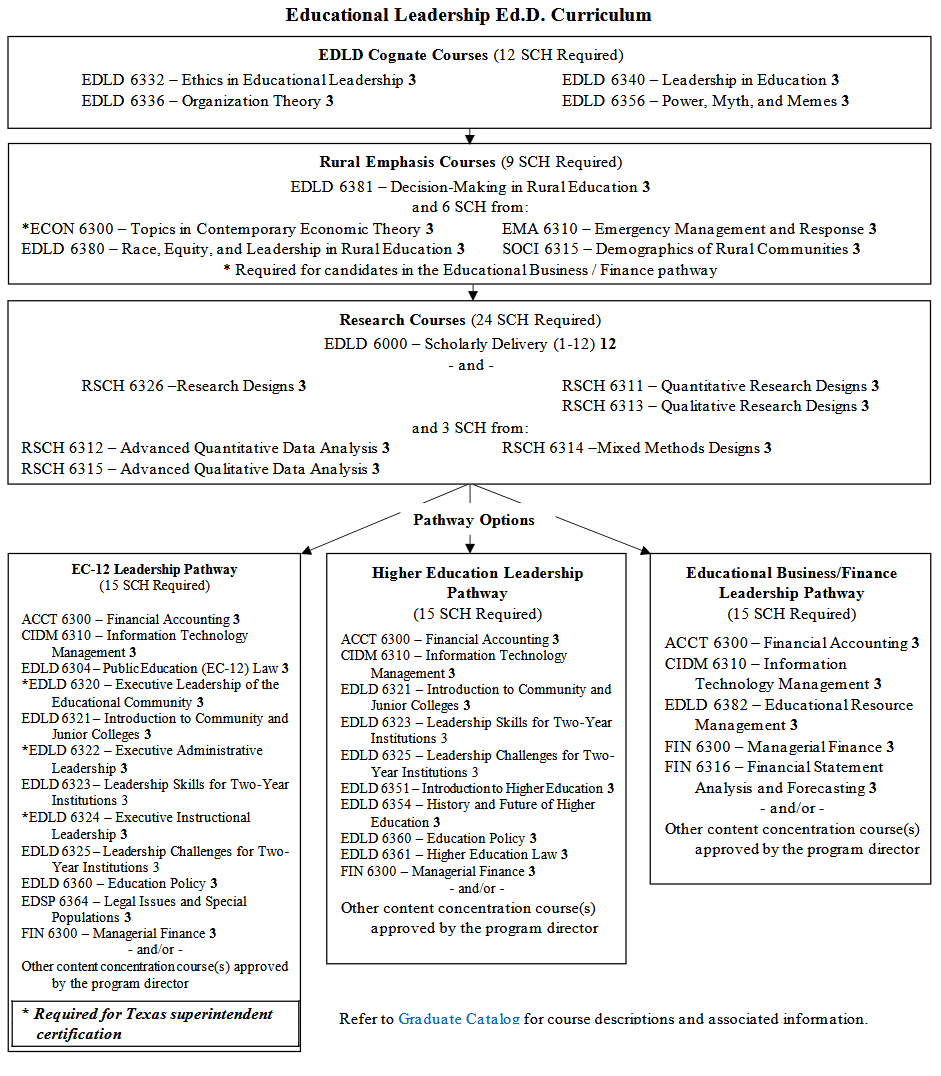 Educational Leadership Ed.D. Curriculum
EDLD Cognate Courses (12 SCH Required)
EDLD 6332 – Ethics in Educational Leadership 3
EDLD 6340 – Leadership in Education 3
EDLD 6336 – Organization Theory 3
EDLD 6356 – Power, Myth, and Memes 3
Rural Emphasis Courses (9 SCH Required)
EDLD 6381 – Decision-Making in Rural Education 3
and 6 SCH from:
*ECON 6300 – Topics in Contemporary Economic Theory 3
EMA 6310 – Emergency Management and Response 3
EDLD 6380 – Race, Equity, and Leadership in Rural Education 3
SOCI 6315 – Demographics of Rural Communities 3
* Required for candidates in the Educational Business / Finance pathway
Research Courses (24 SCH Required)
EDLD 6000 – Scholarly Delivery (1-12) 12
- and -
RSCH 6326 –Research Designs 3
RSCH 6311 – Quantitative Research Designs 3
RSCH 6313 – Qualitative Research Designs 3
and 3 SCH from:
RSCH 6312 – Advanced Quantitative Data Analysis 3
RSCH 6314 –Mixed Methods Designs 3
RSCH 6315 – Advanced Qualitative Data Analysis 3
Pathway Options
EC-12 Leadership Pathway
(15 SCH Required)
ACCT 6300 – Financial Accounting 3
CIDM 6310 – Information Technology
Management 3
EDLD 6304 – Public Education (EC-12) Law 3
*EDLD 6320 – Executive Leadership of the
Educational Community 3
EDLD 6321 – Introduction to Community and
Junior Colleges 3
*EDLD 6322 – Executive Administrative
Leadership 3
EDLD 6323 – Leadership Skills for Two-Year
Institutions 3
*EDLD 6324 – Executive Instructional
Leadership 3
EDLD 6325 – Leadership Challenges for Two-
Year Institutions 3
EDLD 6360 – Education Policy 3
EDSP 6364 – Legal Issues and Special
Populations 3
FIN 6300 – Managerial Finance 3
- and/or -
Other content concentration course(s) approved
by the program director
* Required for Texas superintendent
certification
Higher Education Leadership
Pathway
(15 SCH Required)
ACCT 6300 – Financial Accounting 3
CIDM 6310 – Information Technology
Management 3
EDLD 6321 – Introduction to Community and
Junior Colleges 3
EDLD 6323 – Leadership Skills for Two-Year
Institutions 3
EDLD 6325 – Leadership Challenges for Two-
Year Institutions 3
EDLD 6351 – Introduction to Higher Education 3
EDLD 6354 – History and Future of Higher
Education 3
EDLD 6360 – Education Policy 3
EDLD 6361 – Higher Education Law 3
FIN 6300 – Managerial Finance 3
- and/or -
Other content concentration course(s)
approved by the program director
Educational Business/Finance
Leadership Pathway
(15 SCH Required)
ACCT 6300 – Financial Accounting 3
CIDM 6310 – Information
Technology Management 3
EDLD 6382 – Educational Resource
Management 3
FIN 6300 – Managerial Finance 3
FIN 6316 – Financial Statement
Analysis and Forecasting 3
- and/or -
Other content concentration course(s)
approved by the program director
Refer to Graduate Catalog for course descriptions and associated information.